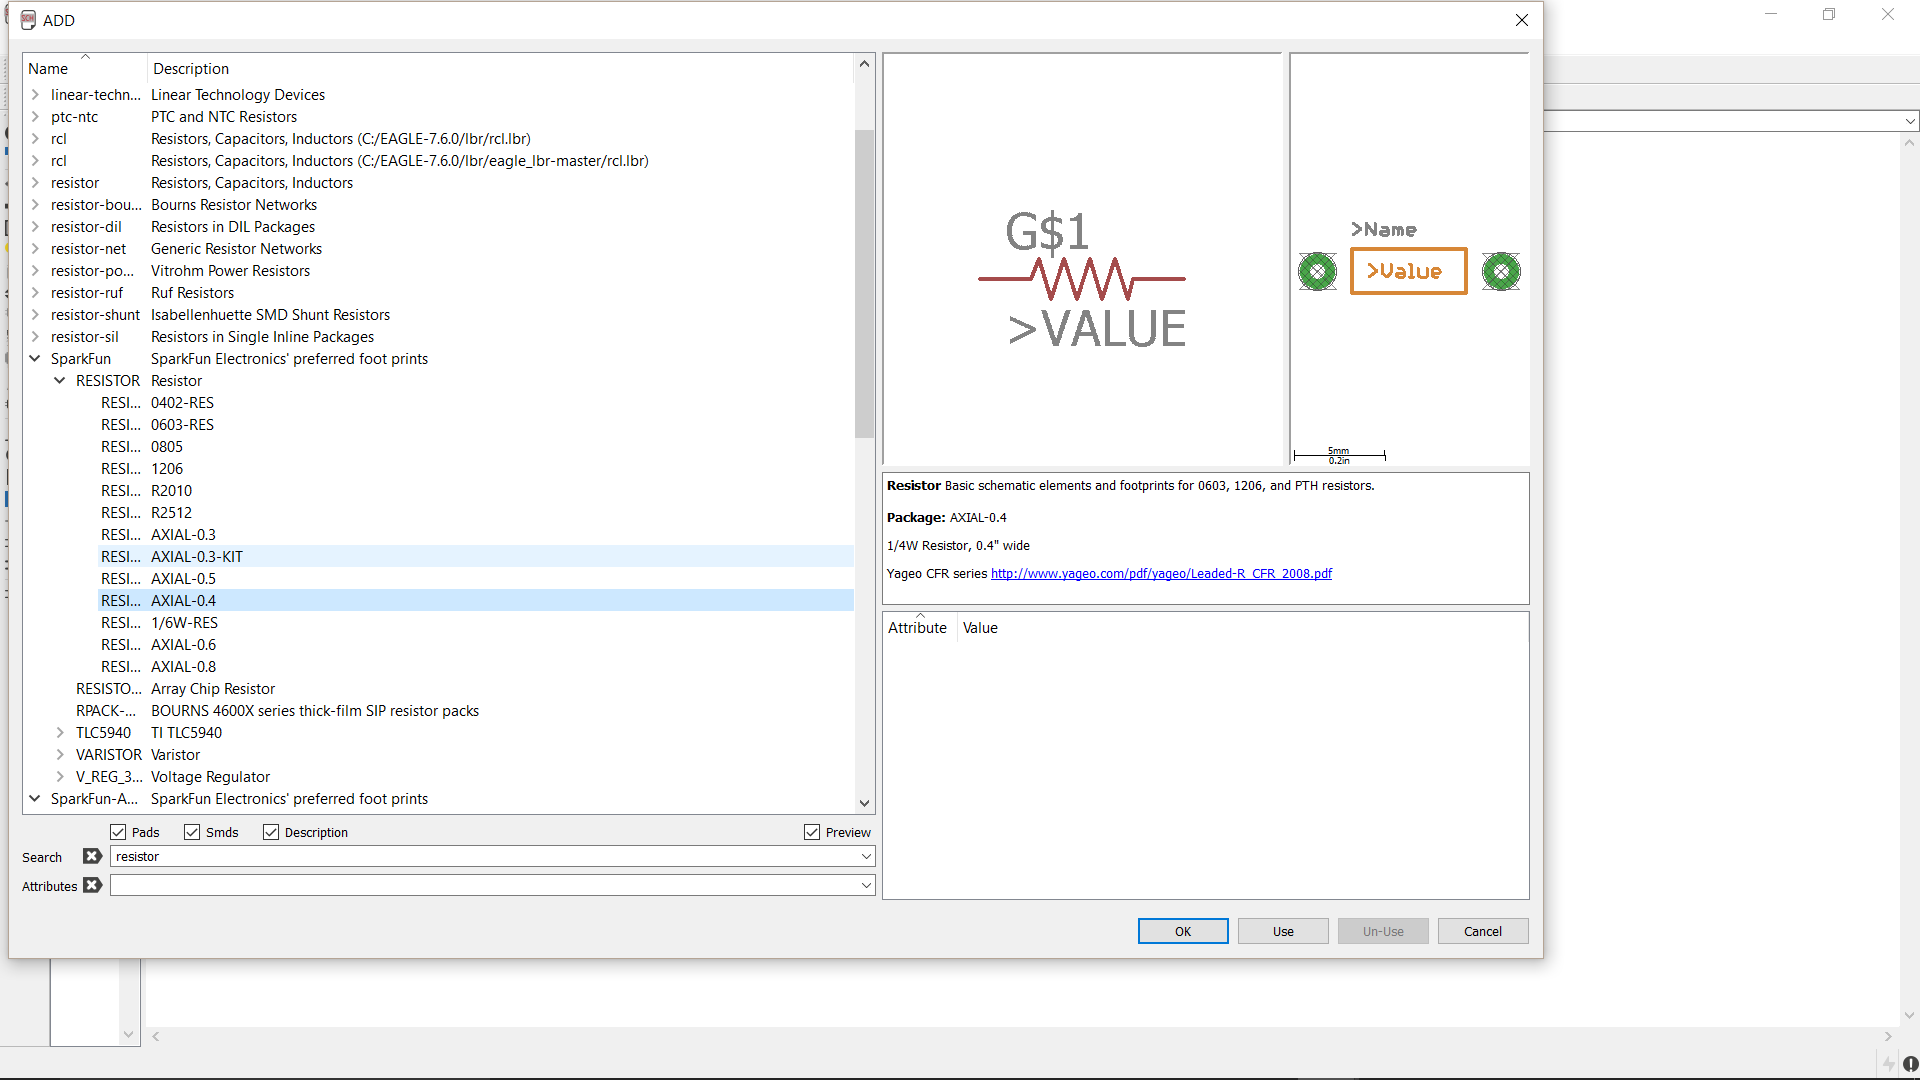 ADD
Name Description
linear-techn... Linear Technology Devices
ptc-ntc PTC and NTC Resistors
rcl Resistors, Capacitors, Inductors (C:/EAGLE-7.6.0/lbr/rcl.lbr)
rcl Resistors, Capacitors, Inductors (C:/EAGLE-7.6.0/lbr/eagle_lbr-master/rcl.lbr)
resistor Resistors, Capacitors, Inductors
resistor-bou... Bourns Resistor Networks
resistor-dil Resistors in DIL Packages
resistor-net Generic Resistor Networks
resistor-po... Vitrohm Power Resistors
resistor-ruf Ruf Resistors
resistor-shunt Isabellenhuette SMD Shunt Resistors
resistor-sil Resistors in Single Inline Packages
SparkFun SparkFun Electronics' preferred foot prints
RESISTOR Resistor
RESI... 0402-RES
RESI... 0603-RES
RESI... 0805
RESI... 1206
RESI... R2010
RESI... R2512
RESI... AXIAL-0.3
RESI... AXIAL-0.3-KIT
RESI... AXIAL-0.5
RESI... AXIAL-0.4
RESI... 1/6W-RES
RESI... AXIAL-0.6
RESI... AXIAL-0.8
RESISTO... Array Chip Resistor
RPACK-... BOURNS 4600X series thick-film SIP resistor packs
TLC5940 TI TLC5940
VARISTOR Varistor
V_REG_3... Voltage Regulator
SparkFun-A... SparkFun Electronics' preferred foot prints
Pads Smds Description Preview
Search resistor
Attributes
G$1
>VALUE
>Name
>Value
5mm
0.2in
Resistor Basic schematic elements and footprints for 0603, 1206, and PTH resistors.
Package: AXIAL-0.4
1/4W Resistor, 0.4" wide
Yageo CFR series http://www.yageo.com/pdf/yageo/Leaded-R_CFR_2008.pdf
Attribute Value
OK Use Un-Use Cancel